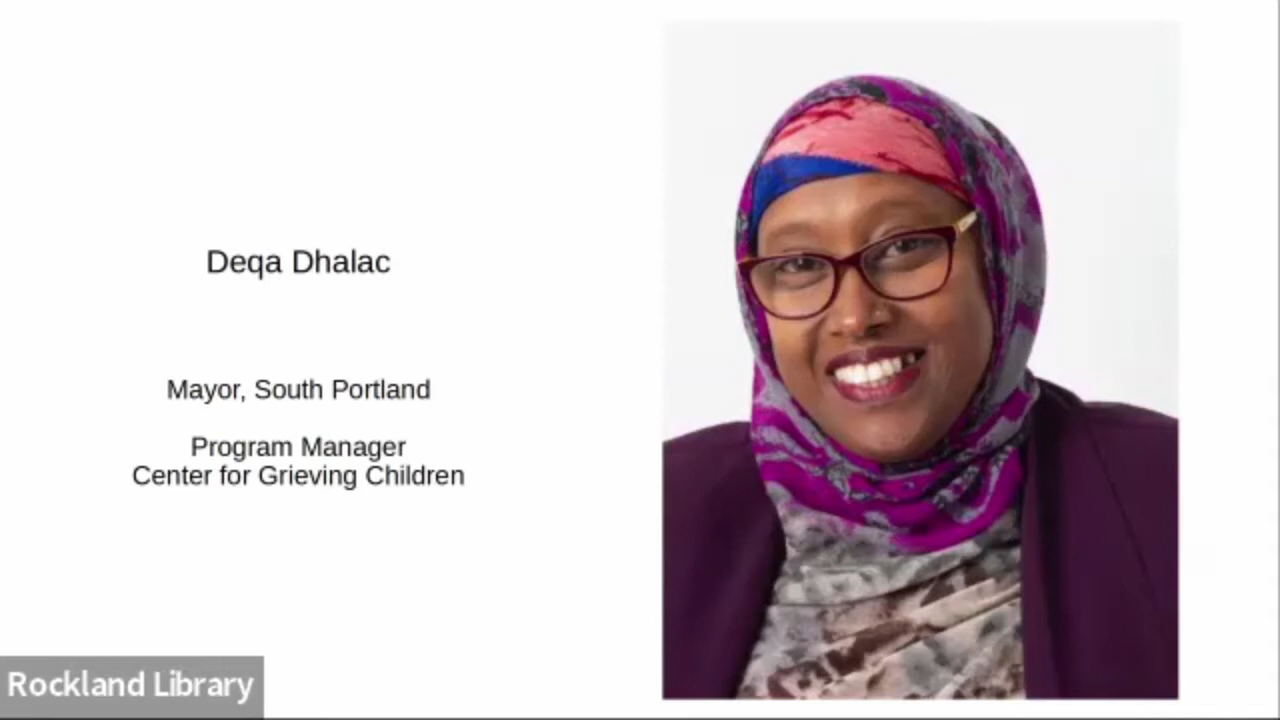 Deqa Dhalac
Mayor, South Portland
Program Manager
Center for Grieving Children
Rockland Library